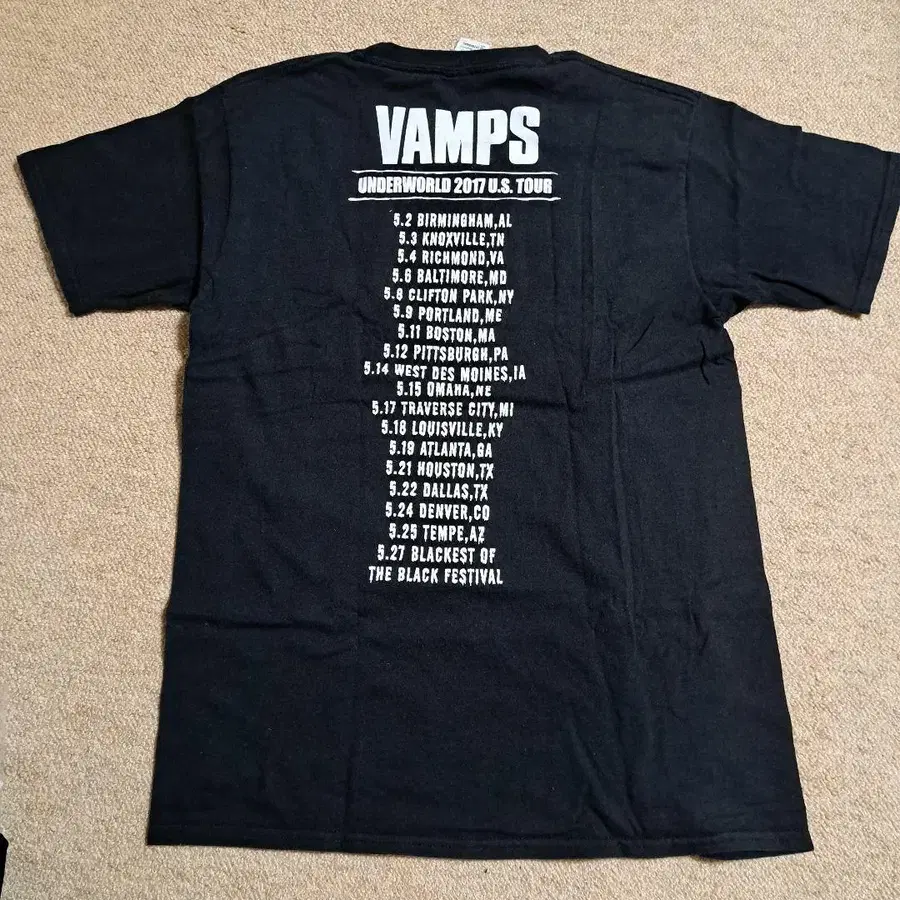 VAMPS
UNDERWORLD 2017 U.S. TOUR
5.2 BIRMINGHAM,AL
5.3 KNOXVILLE,TN
5.4 RICHMOND,VA
5.6 BALTIMORE,MD
5.8 CLIFTON PARK,NY
5.9 PORTLAND,ME
5.11 BOSTON,MA
5.12 PITTSBURGH,PA
5.14 WEST DES MOINES,IA
5.15 OMAHA,NE
5.17 TRAVERSE CITY,MI
5.18 LOUISVILLE,KY
5.19 ATLANTA,GA
5.21 HOUSTON,TX
5.22 DALLAS,TX
5.24 DENVER,CO
5.25 TEMPE,AZ
5.27 BLACKEST OF
THE BLACK FESTIVAL